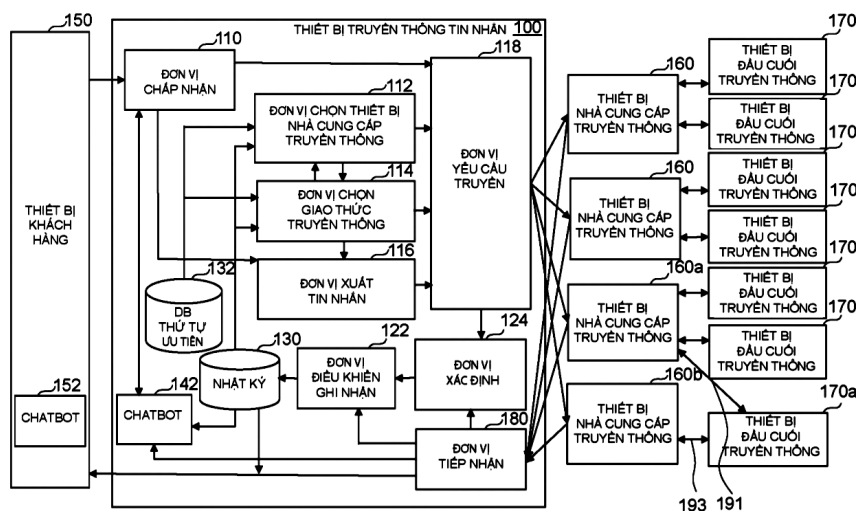 150
THIẾT BỊ TRUYỀN THÔNG TIN NHẮN 100
110
ĐƠN VỊ
CHẤP NHẬN
118
ĐƠN VỊ
YÊU CẦU
TRUYỀN
112
ĐƠN VỊ CHỌN THIẾT BỊ
NHÀ CUNG CẤP
TRUYỀN THÔNG
114
ĐƠN VỊ CHỌN
GIAO THỨC
TRUYỀN THÔNG
116
ĐƠN VỊ XUẤT
TIN NHẮN
THIẾT BỊ
KHÁCH
HÀNG
132
DB
THỨ TỰ
ƯU TIÊN
130
NHẬT KÝ
122
ĐƠN VỊ
ĐIỀU KHIỂN
GHI NHẬN
124
ĐƠN VỊ
XÁC ĐỊNH
152
CHATBOT
142
CHATBOT
180
ĐƠN VỊ
TIẾP NHẬN
160
THIẾT BỊ
NHÀ CUNG CẤP
TRUYỀN THÔNG
160
THIẾT BỊ
NHÀ CUNG CẤP
TRUYỀN THÔNG
160a
THIẾT BỊ
NHÀ CUNG CẤP
TRUYỀN THÔNG
160b
THIẾT BỊ
NHÀ CUNG CẤP
TRUYỀN THÔNG
170
THIẾT BỊ
ĐẦU CUỐI
TRUYỀN THÔNG
170
THIẾT BỊ
ĐẦU CUỐI
TRUYỀN THÔNG
170
THIẾT BỊ
ĐẦU CUỐI
TRUYỀN THÔNG
170
THIẾT BỊ
ĐẦU CUỐI
TRUYỀN THÔNG
170
THIẾT BỊ
ĐẦU CUỐI
TRUYỀN THÔNG
170
THIẾT BỊ
ĐẦU CUỐI
TRUYỀN THÔNG
170a
THIẾT BỊ
ĐẦU CUỐI
TRUYỀN THÔNG
193
191